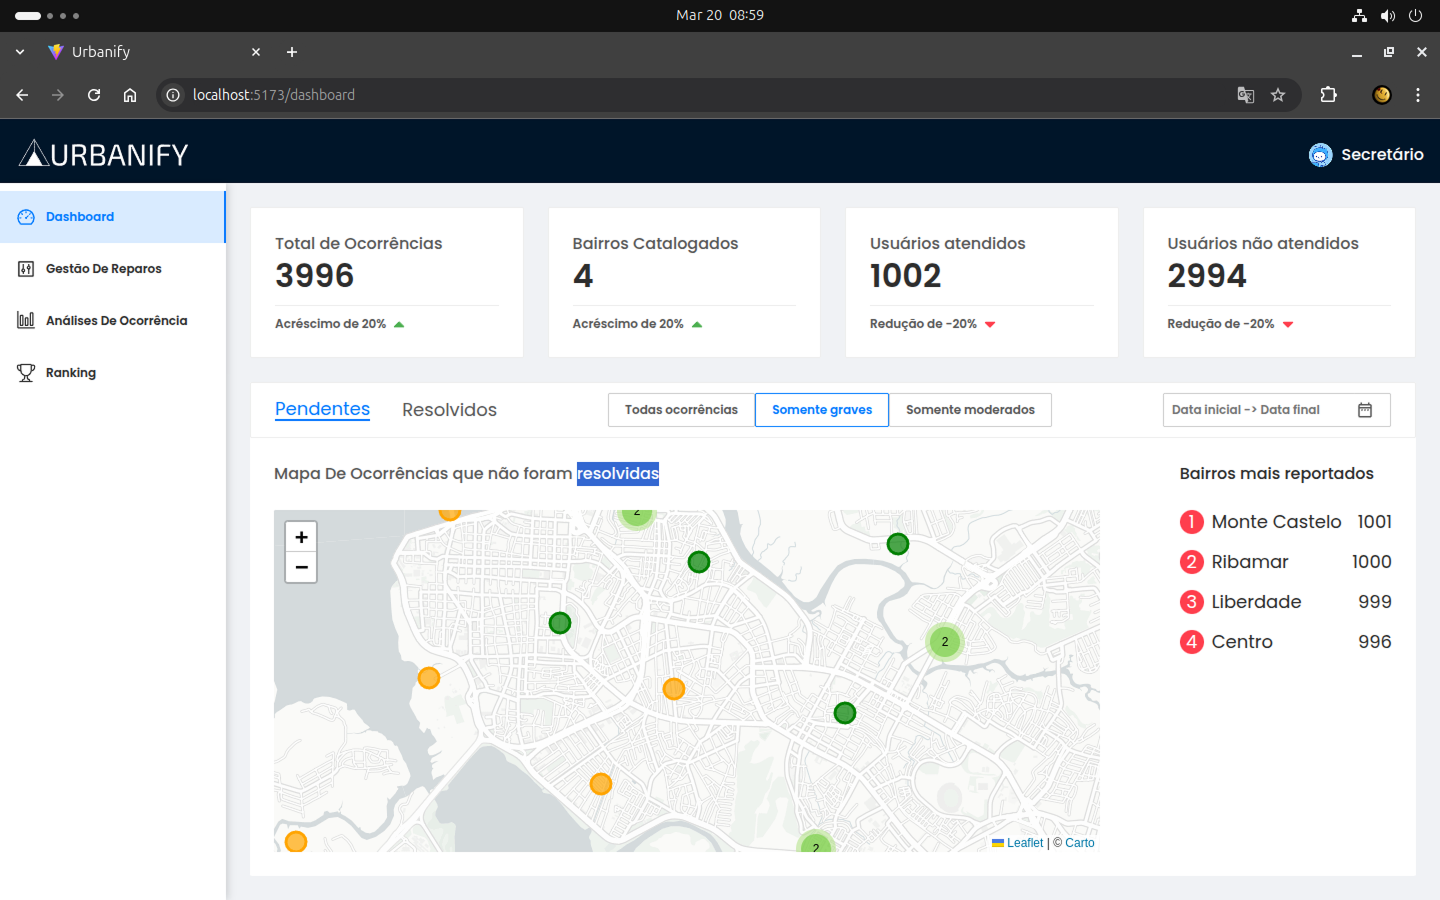 Mar 20 08:59
Urbanify
localhost:5173/dashboard
URBANIFY
Secretário
Dashboard
Gestão De Reparos
Análises De Ocorrência
Ranking
Total de Ocorrências
3996
Acréscimo de 20%
Bairros Catalogados
4
Acréscimo de 20%
Usuários atendidos
1002
Redução de -20%
Usuários não atendidos
2994
Redução de -20%
Pendentes
Resolvidos
Todas ocorrências
Somente graves
Somente moderados
Data inicial -> Data final
Mapa De Ocorrências que não foram resolvidas
+
−
2
2
2
Leaflet | © Carto
Bairros mais reportados
1 Monte Castelo 1001
2 Ribamar 1000
3 Liberdade 999
4 Centro 996